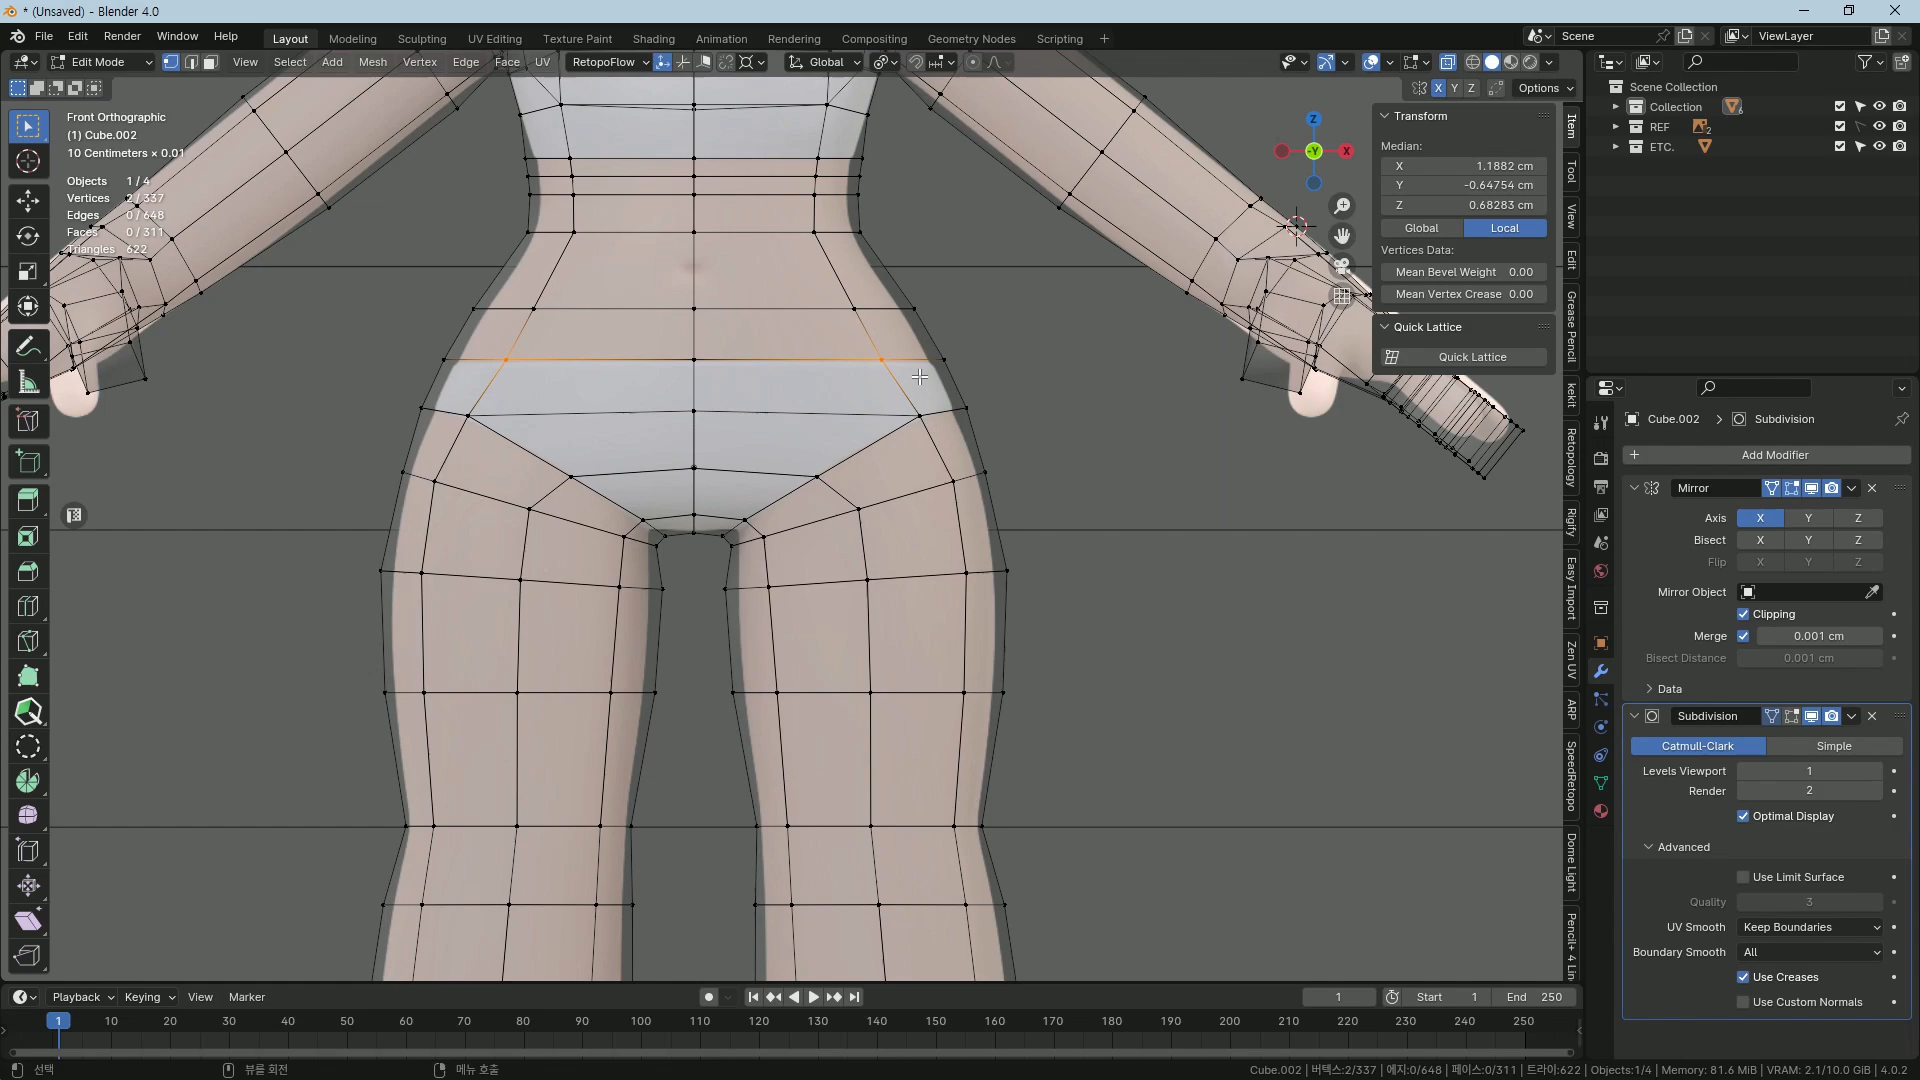 * (Unsaved) - Blender 4.0
File Edit Render Window Help Layout Modeling Sculpting UV Editing Texture Paint Shading Animation Rendering Compositing Geometry Nodes Scripting + Scene ViewLayer
Edit Mode View Select Add Mesh Vertex Edge Face UV RetopoFlow Global
X Y Z Options
Front Orthographic
(1) Cube.002
10 Centimeters × 0.01
Objects 1 / 4
Vertices 2 / 337
Edges 0 / 648
Faces 0 / 311
Triangles 622
Z
-Y
X
Transform
Median:
X 1.1882 cm
Y -0.64754 cm
Z 0.68283 cm
Global Local
Vertices Data:
Mean Bevel Weight 0.00
Mean Vertex Crease 0.00
Quick Lattice
Quick Lattice
Item
Tool
View
Edit
Grease Pencil
kekit
Retopology
Rigify
Easy Import
Zen UV
ARP
SpeedRetopo
Dome Light
Pencil+ 4 Lin
Scene Collection
Collection 6
REF 2
ETC.
Cube.002 > Subdivision
+ Add Modifier
Mirror
Axis X Y Z
Bisect X Y Z
Flip X Y Z
Mirror Object
Clipping
Merge 0.001 cm
Bisect Distance 0.001 cm
Data
Subdivision
Catmull-Clark Simple
Levels Viewport 1
Render 2
Optimal Display
Advanced
Use Limit Surface
Quality 3
UV Smooth Keep Boundaries
Boundary Smooth All
Use Creases
Use Custom Normals
Playback Keying View Marker 1 Start 1 End 250
1 10 20 30 40 50 60 70 80 90 100 110 120 130 140 150 160 170 180 190 200 210 220 230 240 250
선택 뷰를 회전 메뉴 호출 Cube.002 | 버텍스:2/337 | 에지:0/648 | 페이스:0/311 | 트라이:622 | Objects:1/4 | Memory: 81.6 MiB | VRAM: 2.1/10.0 GiB | 4.0.2